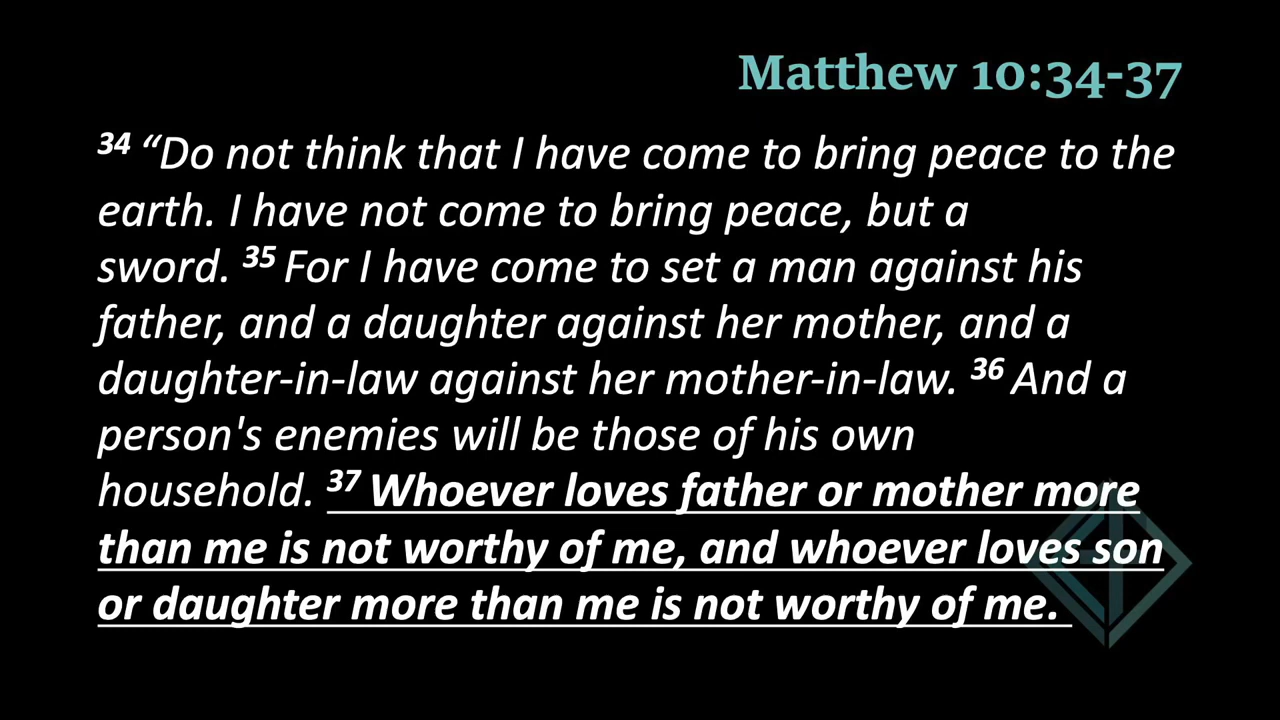 Matthew 10:34-37
34 “Do not think that I have come to bring peace to the
earth. I have not come to bring peace, but a
sword. 35 For I have come to set a man against his
father, and a daughter against her mother, and a
daughter-in-law against her mother-in-law. 36 And a
person's enemies will be those of his own
household. 37 Whoever loves father or mother more
than me is not worthy of me, and whoever loves son
or daughter more than me is not worthy of me.